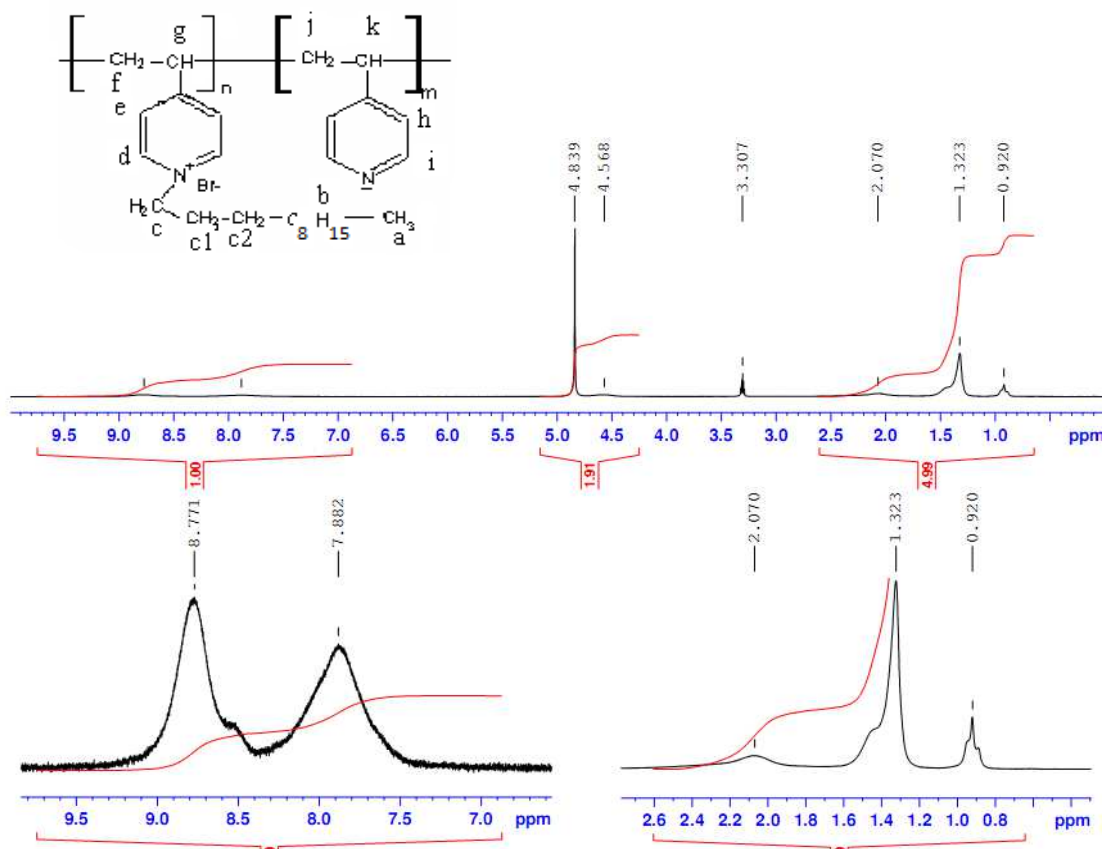 g j k
CH₂ CH n CH₂ CH m
f
e h
d i
N⁺ Br- N
b
H₂C CH₂ CH₂ C₈ H₁₅ CH₃
c c1 c2 a
4.839 4.568 3.307 2.070 1.323 0.920
9.5 9.0 8.5 8.0 7.5 7.0 6.5 6.0 5.5 5.0 4.5 4.0 3.5 3.0 2.5 2.0 1.5 1.0 ppm
1.00 1.91 4.99
8.771 7.882
2.070 1.323 0.920
9.5 9.0 8.5 8.0 7.5 7.0 ppm
2.6 2.4 2.2 2.0 1.8 1.6 1.4 1.2 1.0 0.8 ppm